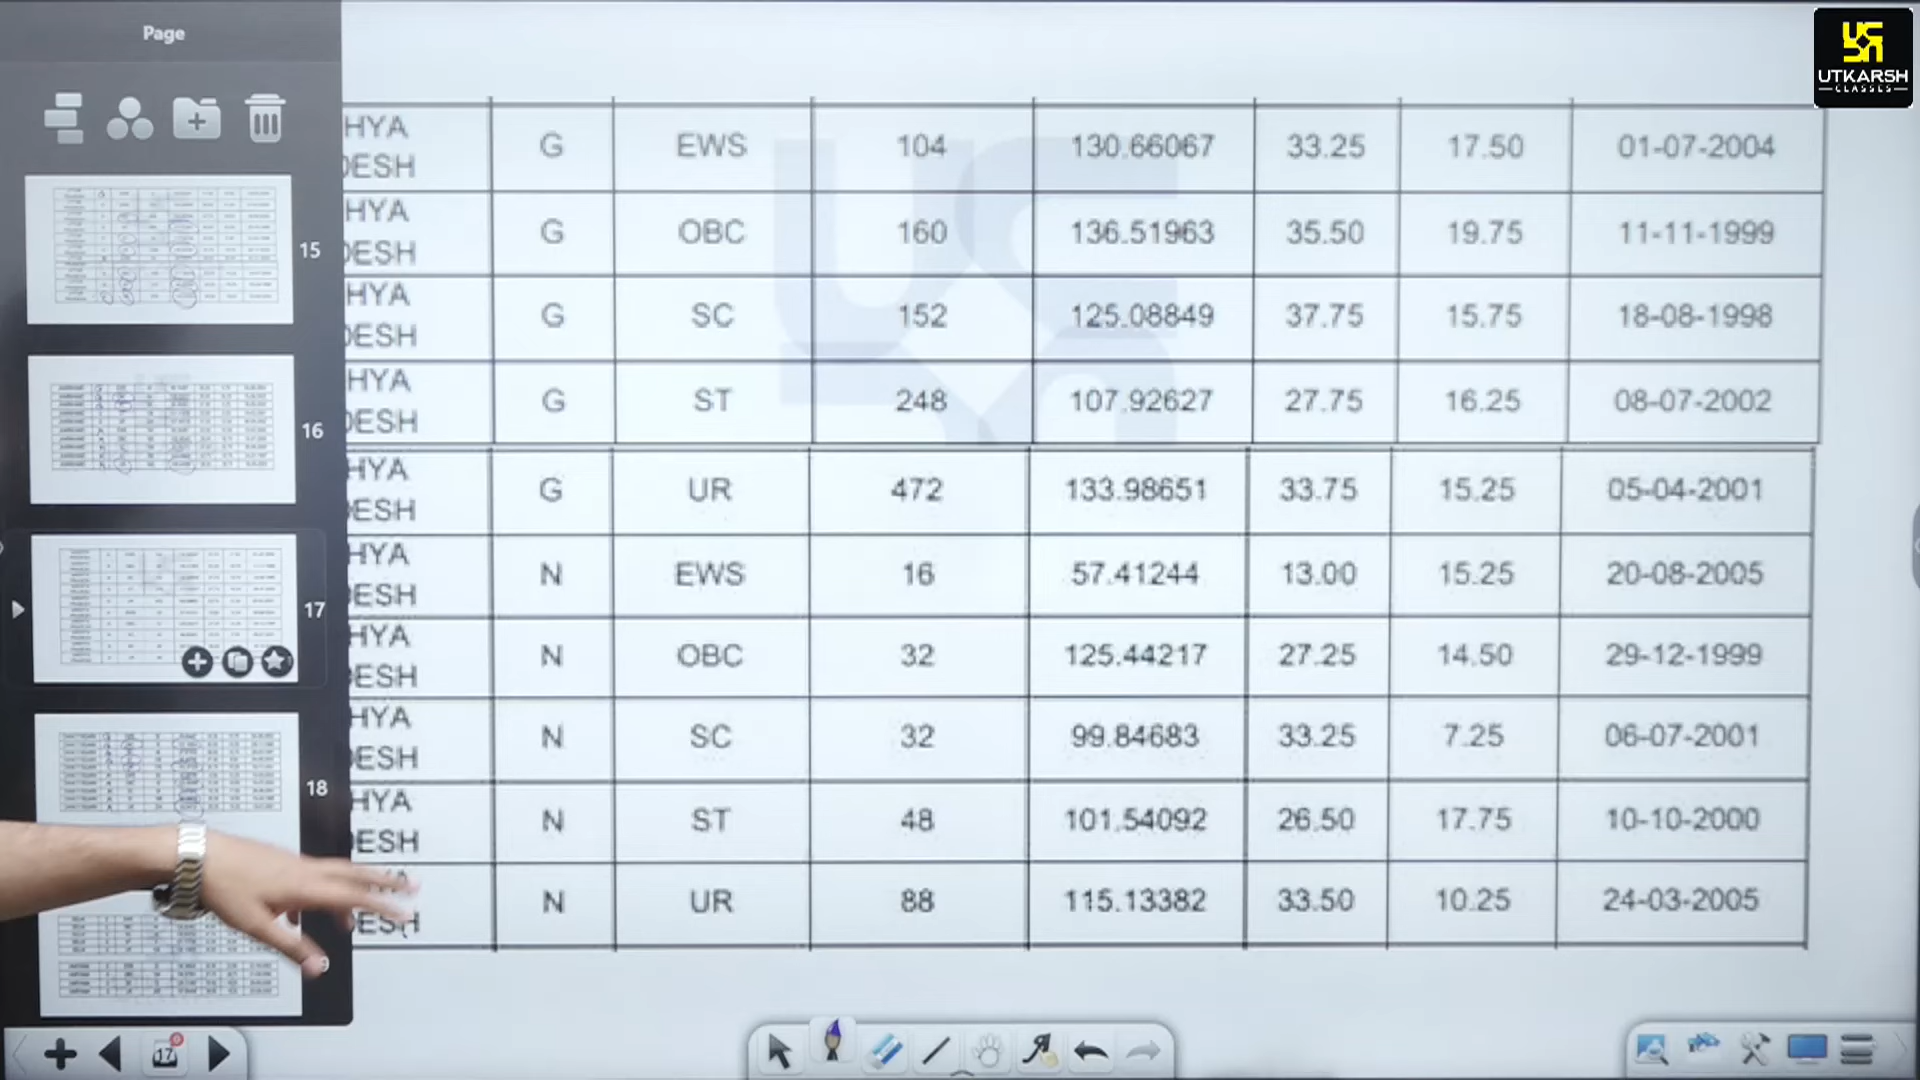 Page
UTKARSH
CLASSES
HYA DESH G EWS 104 130.66067 33.25 17.50 01-07-2004
HYA DESH G OBC 160 136.51963 35.50 19.75 11-11-1999
HYA DESH G SC 152 125.08849 37.75 15.75 18-08-1998
HYA DESH G ST 248 107.92627 27.75 16.25 08-07-2002
HYA DESH G UR 472 133.98651 33.75 15.25 05-04-2001
HYA DESH N EWS 16 57.41244 13.00 15.25 20-08-2005
HYA DESH N OBC 32 125.44217 27.25 14.50 29-12-1999
HYA DESH N SC 32 99.84683 33.25 7.25 06-07-2001
HYA DESH N ST 48 101.54092 26.50 17.75 10-10-2000
DESH N UR 88 115.13382 33.50 10.25 24-03-2005
15
16
17
18
17